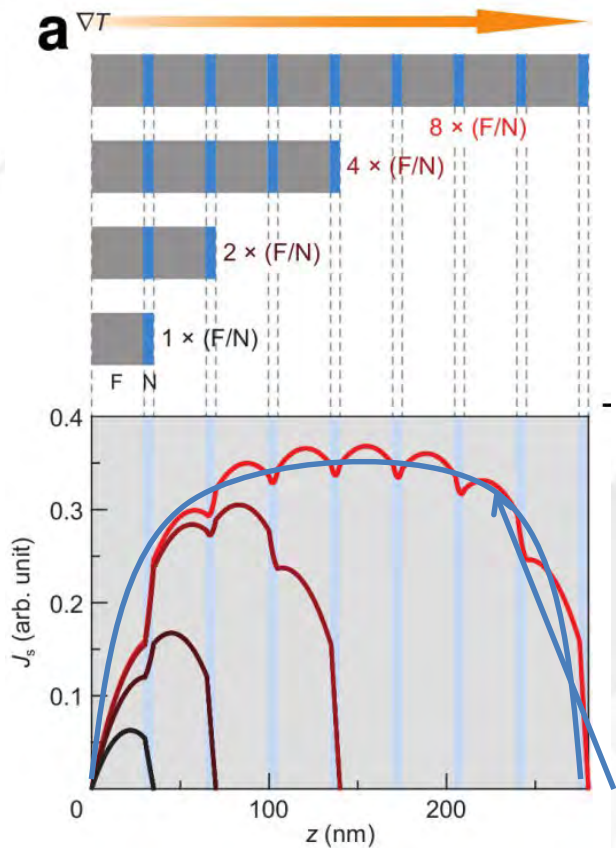 a ∇T
8 × (F/N)
4 × (F/N)
2 × (F/N)
1 × (F/N)
F N
0.4
0.3
0.2
0.1
Js (arb. unit)
0 100 200
z (nm)